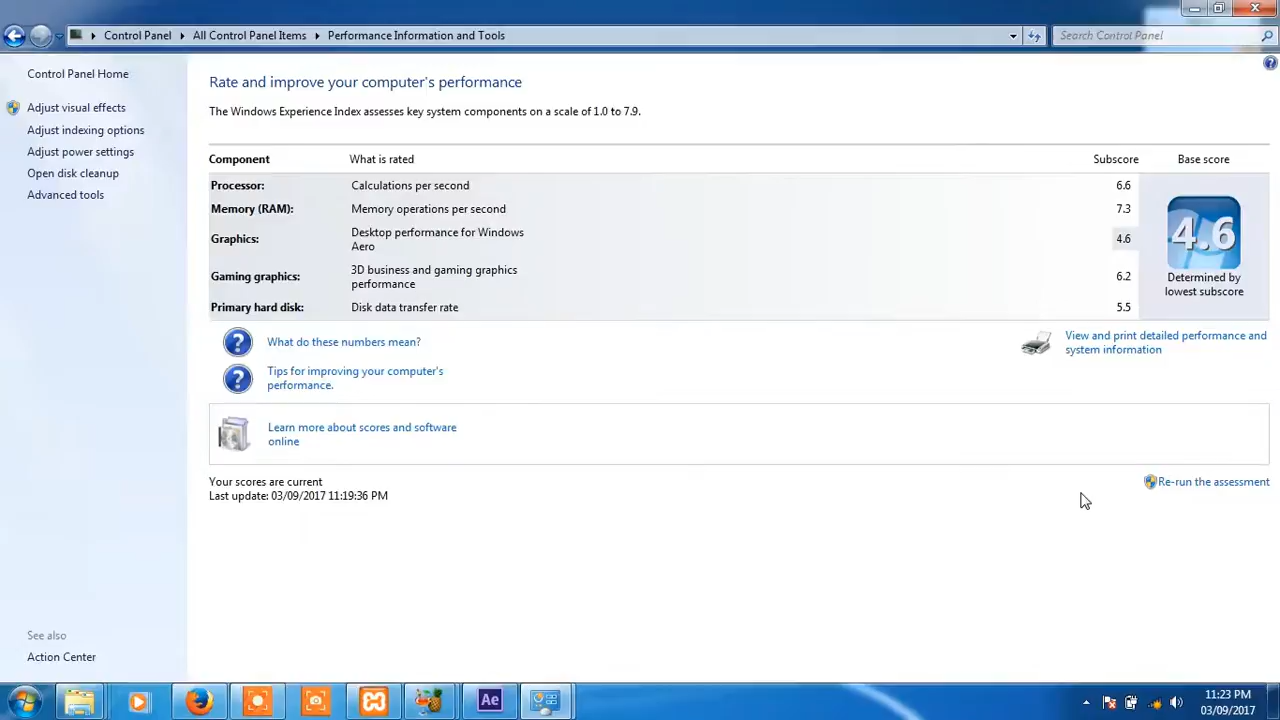 Control Panel
All Control Panel Items
Performance Information and Tools
Search Control Panel
Control Panel Home
Adjust visual effects
Adjust indexing options
Adjust power settings
Open disk cleanup
Advanced tools
Rate and improve your computer's performance
The Windows Experience Index assesses key system components on a scale of 1.0 to 7.9.
Component What is rated Subscore Base score
Processor: Calculations per second 6.6
Memory (RAM): Memory operations per second 7.3
Graphics: Desktop performance for Windows
Aero 4.6
Gaming graphics: 3D business and gaming graphics
performance 6.2
Primary hard disk: Disk data transfer rate 5.5
4.6
Determined by
lowest subscore
What do these numbers mean?
Tips for improving your computer's
performance.
View and print detailed performance and
system information
Learn more about scores and software
online
Your scores are current
Last update: 03/09/2017 11:19:36 PM
Re-run the assessment
See also
Action Center
Ae
11:23 PM
03/09/2017